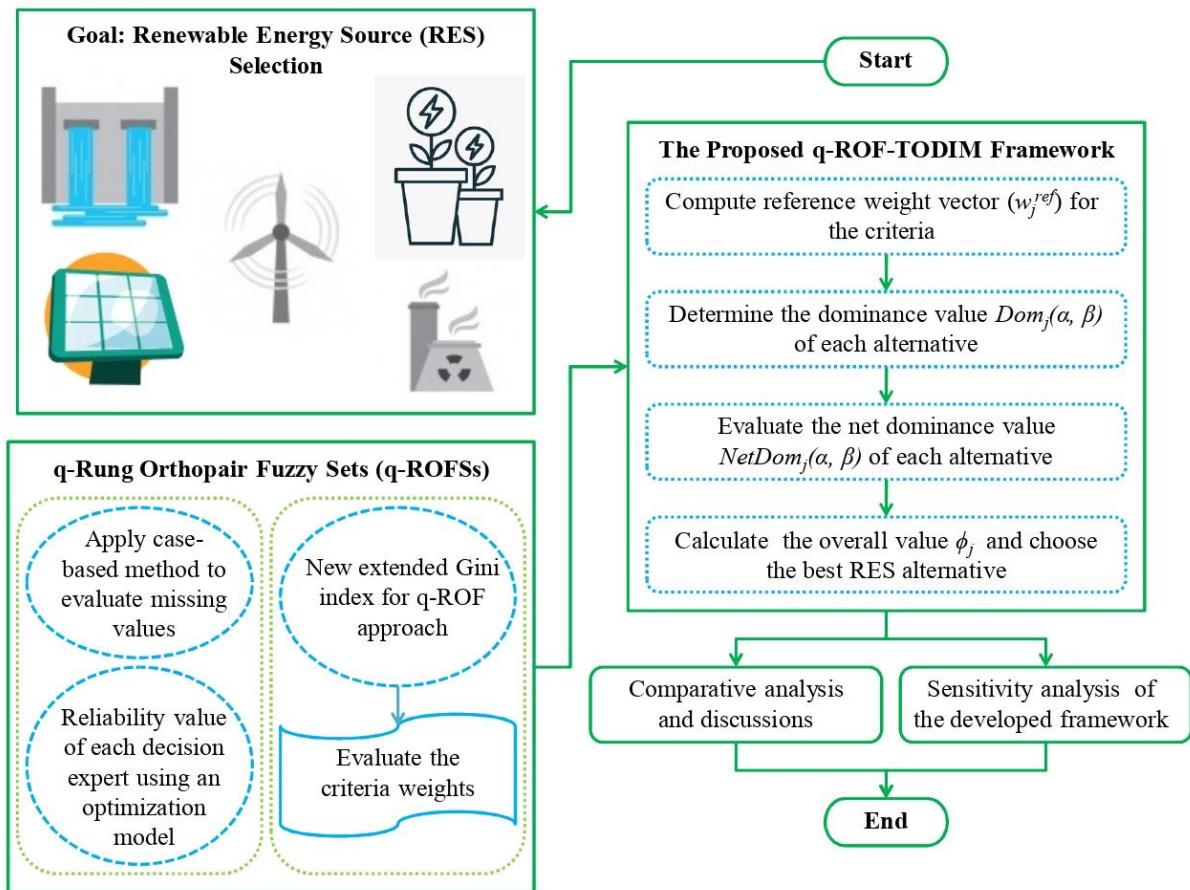 Goal: Renewable Energy Source (RES)
Selection
Start
The Proposed q-ROF-TODIM Framework
Compute reference weight vector (w_j^ref) for
the criteria
Determine the dominance value Dom_j(α, β)
of each alternative
Evaluate the net dominance value
NetDom_j(α, β) of each alternative
Calculate the overall value ϕ_j and choose
the best RES alternative
q-Rung Orthopair Fuzzy Sets (q-ROFSs)
Apply case-
based method to
evaluate missing
values
Reliability value
of each decision
expert using an
optimization
model
New extended Gini
index for q-ROF
approach
Evaluate the
criteria weights
Comparative analysis
and discussions
Sensitivity analysis of
the developed framework
End